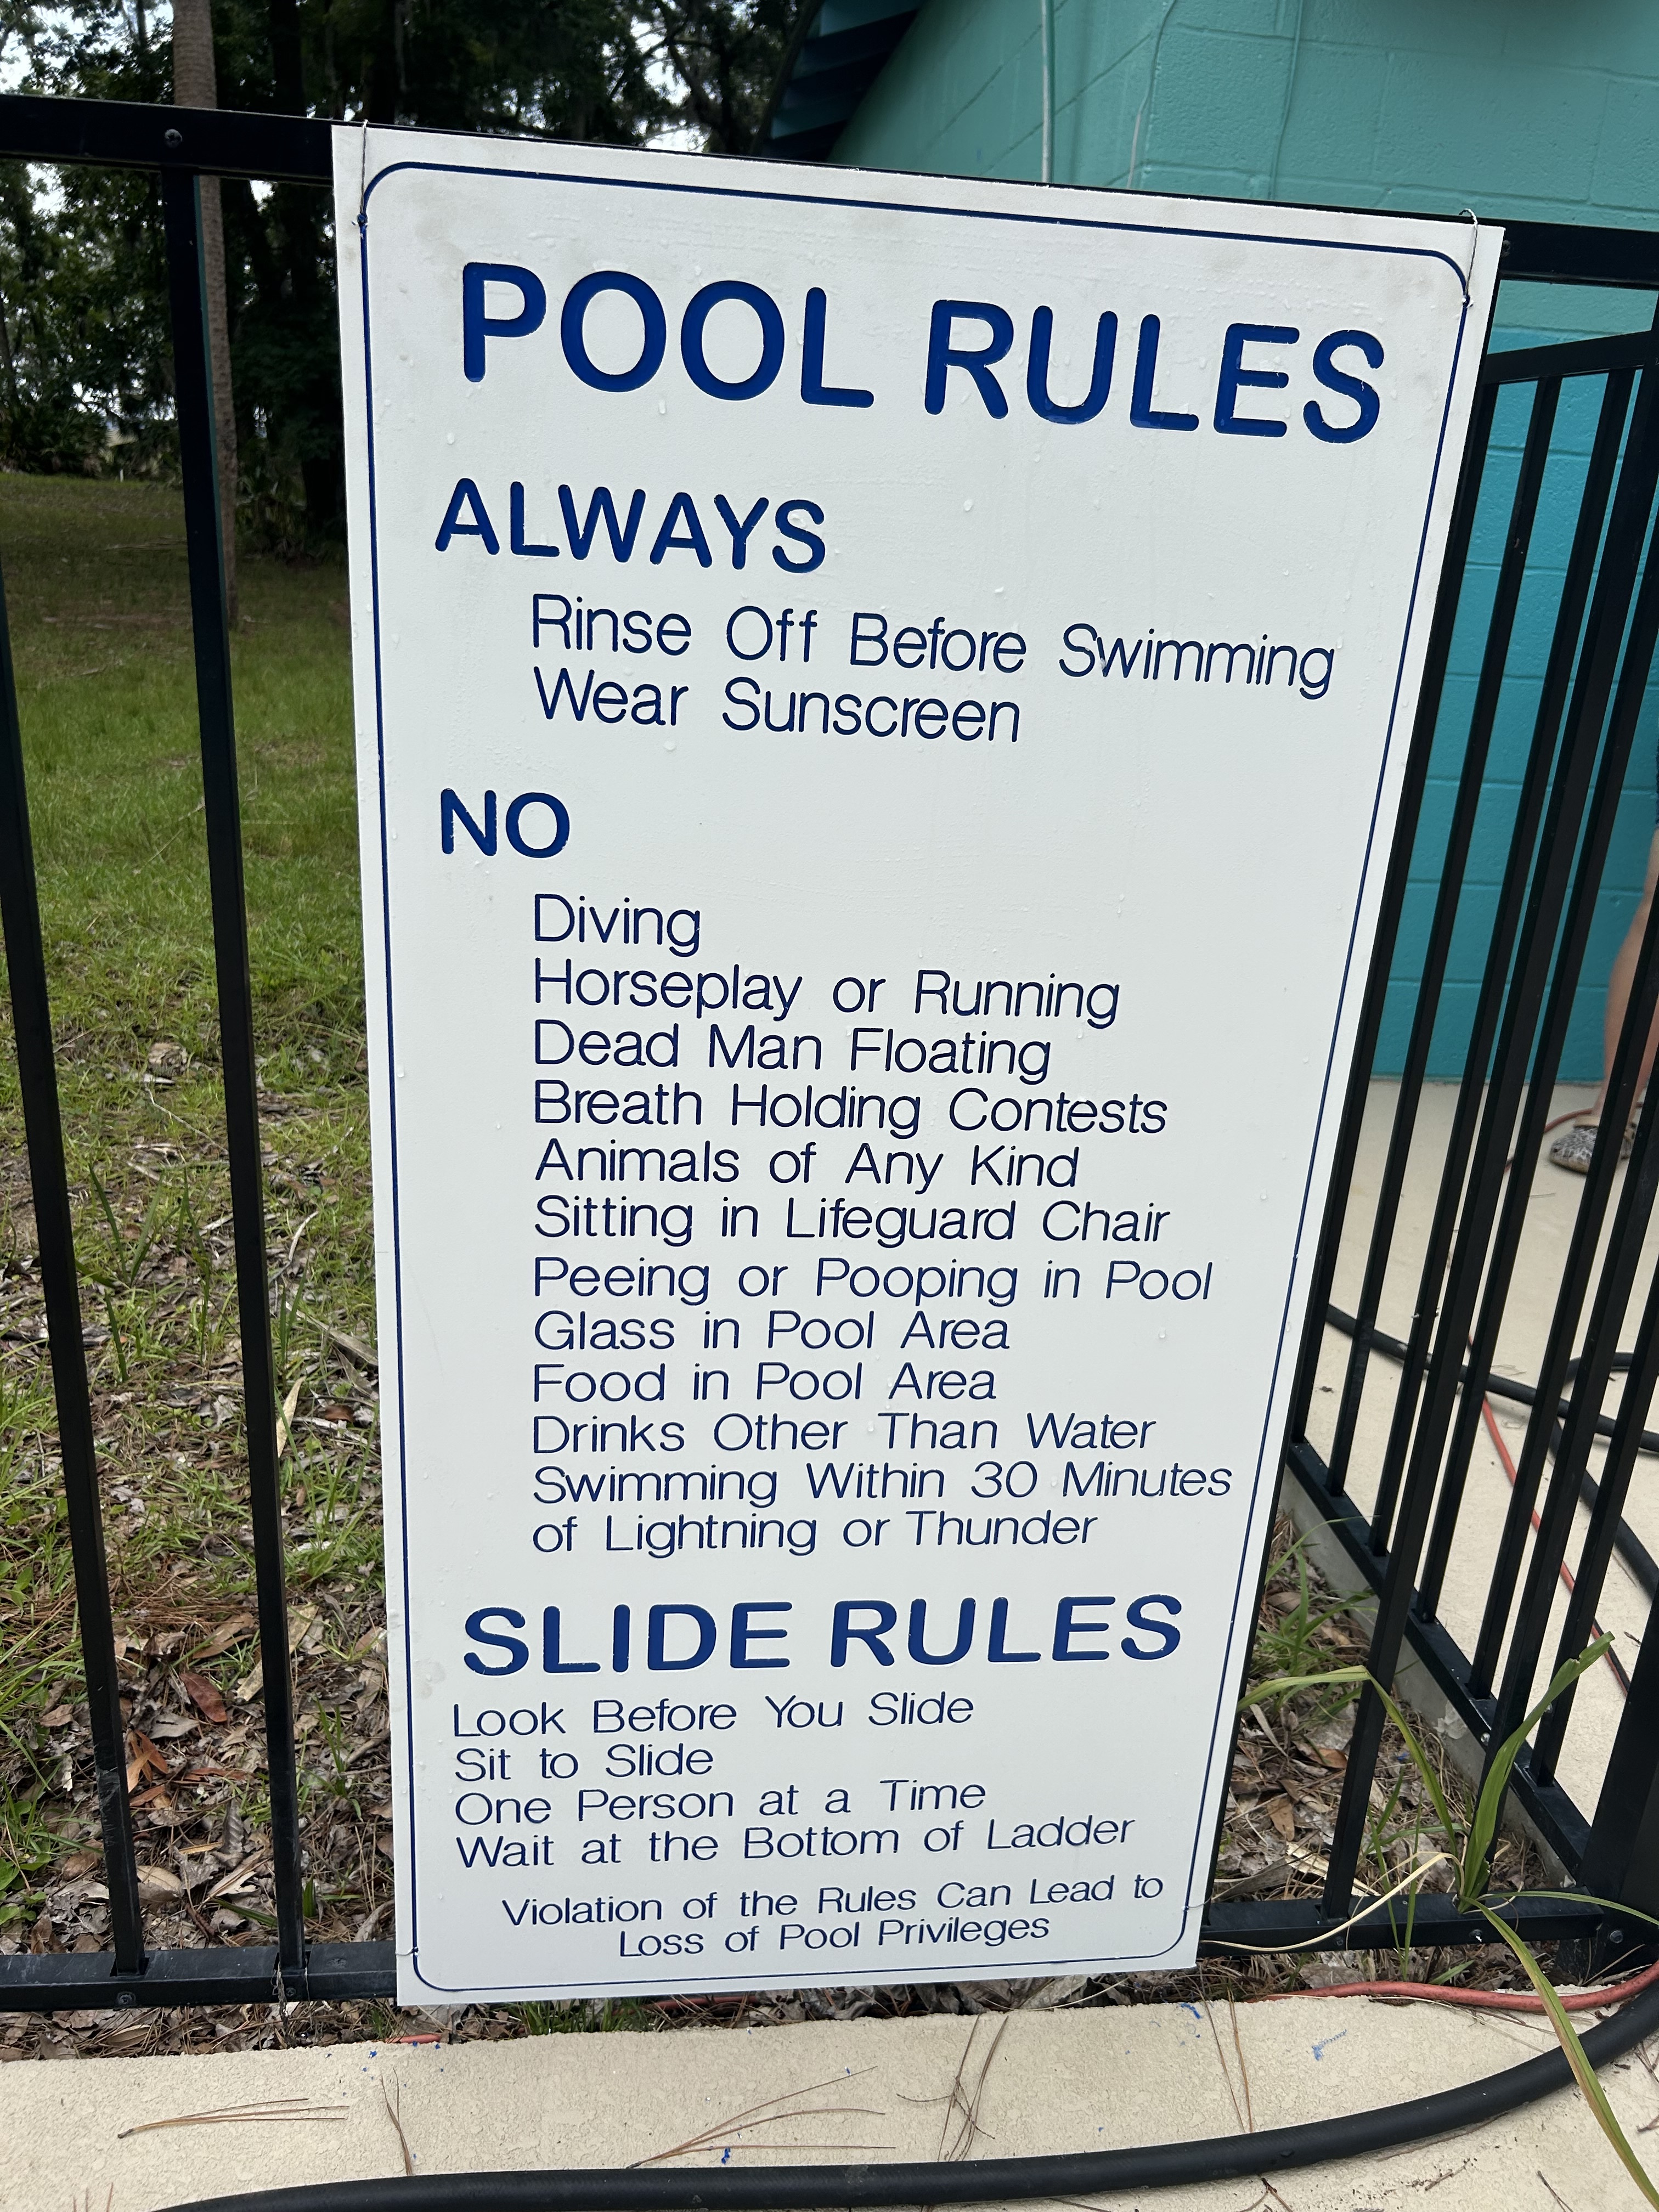 POOL RULES
ALWAYS
Rinse Off Before Swimming
Wear Sunscreen
NO
Diving
Horseplay or Running
Dead Man Floating
Breath Holding Contests
Animals of Any Kind
Sitting in Lifeguard Chair
Peeing or Pooping in Pool
Glass in Pool Area
Food in Pool Area
Drinks Other Than Water
Swimming Within 30 Minutes
of Lightning or Thunder
SLIDE RULES
Look Before You Slide
Sit to Slide
One Person at a Time
Wait at the Bottom of Ladder
Violation of the Rules Can Lead to
Loss of Pool Privileges